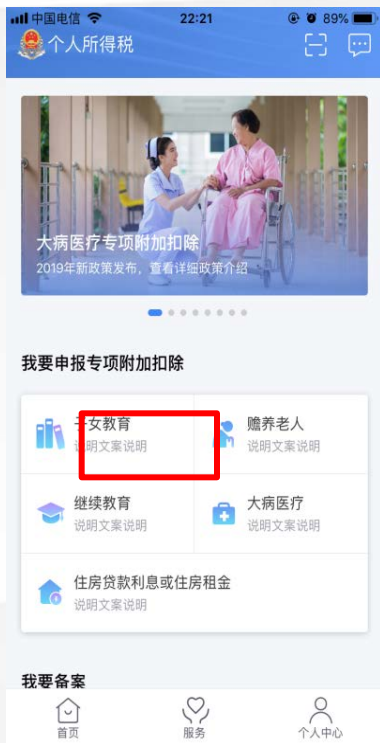 中国电信 22:21 89%
个人所得税
大病医疗专项附加扣除
2019年新政策发布，查看详细政策介绍
我要申报专项附加扣除
子女教育 赡养老人
说明文案说明 说明文案说明
继续教育 大病医疗
说明文案说明 说明文案说明
住房贷款利息或住房租金
说明文案说明
我要备案
首页 服务 个人中心